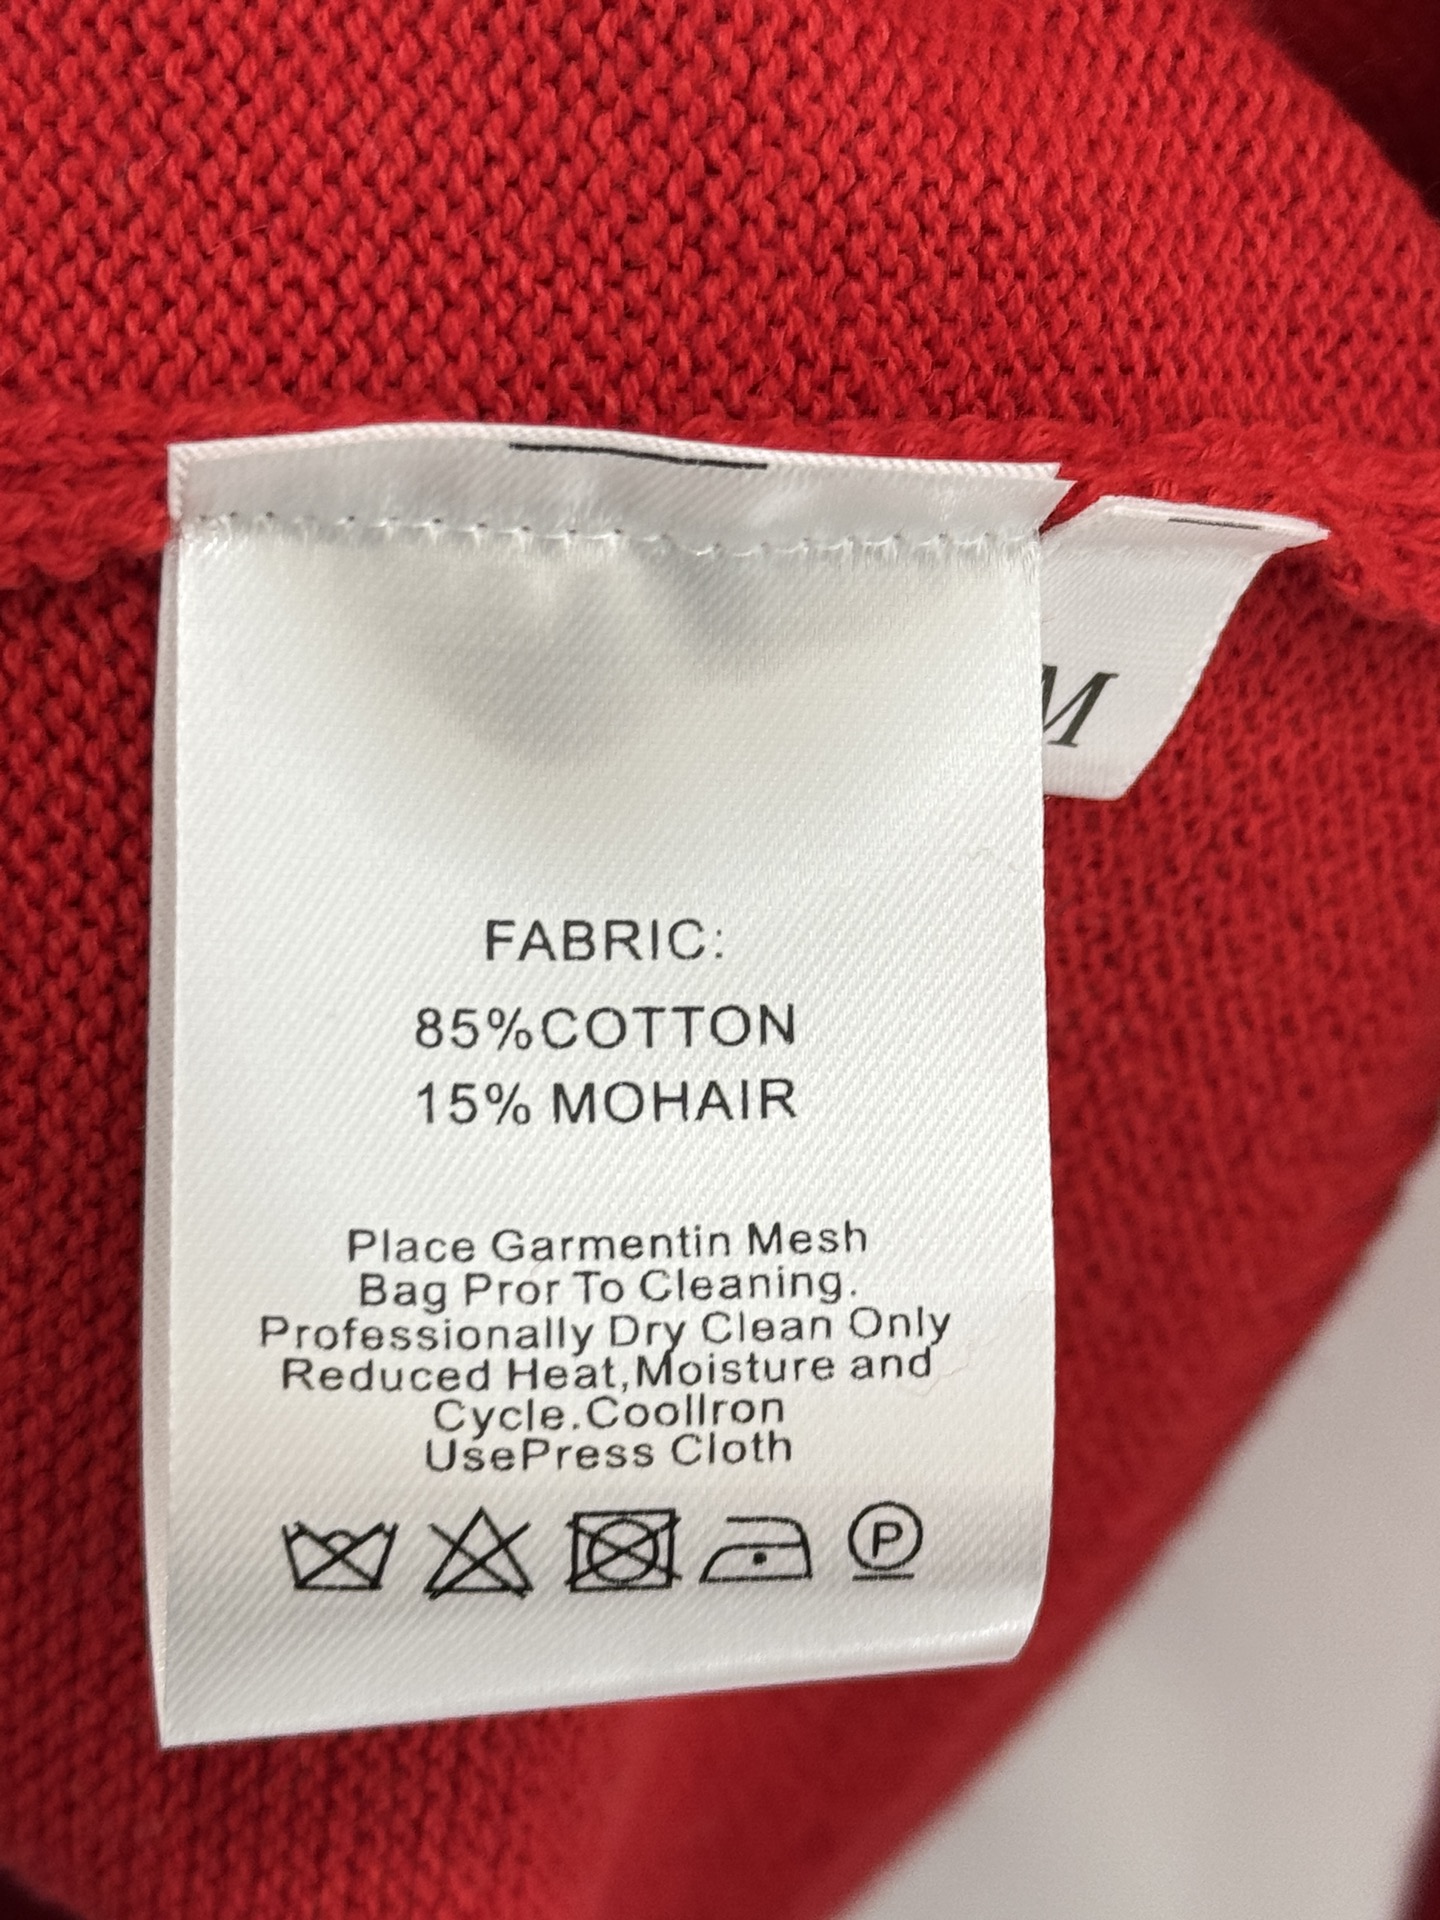 M
FABRIC:
85%COTTON
15% MOHAIR
Place Garmentin Mesh
Bag Pror To Cleaning.
Professionally Dry Clean Only
Reduced Heat,Moisture and
Cycle.CoolIron
UsePress Cloth
P